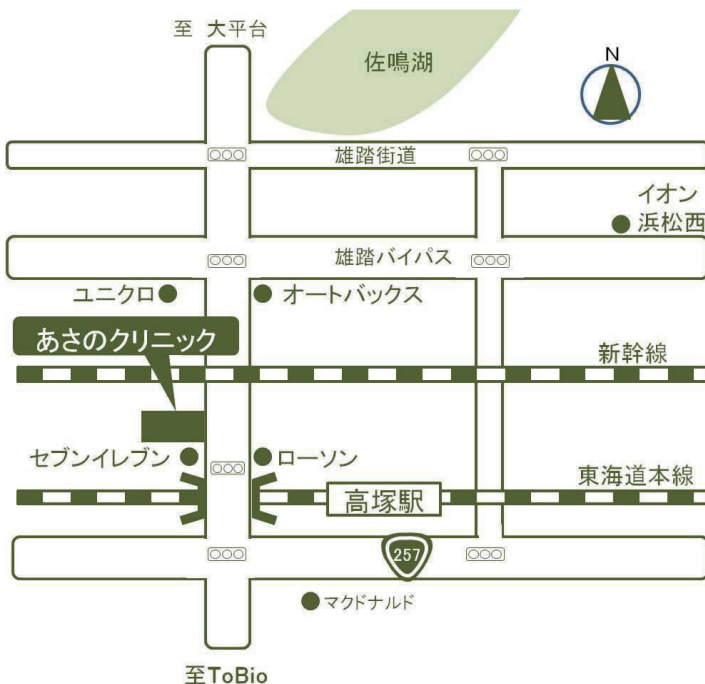 至 大平台
佐鳴湖
N
雄踏街道
イオン
浜松西
雄踏バイパス
ユニクロ
オートバックス
あさのクリニック
新幹線
セブンイレブン
ローソン
東海道本線
高塚駅
257
マクドナルド
至ToBio